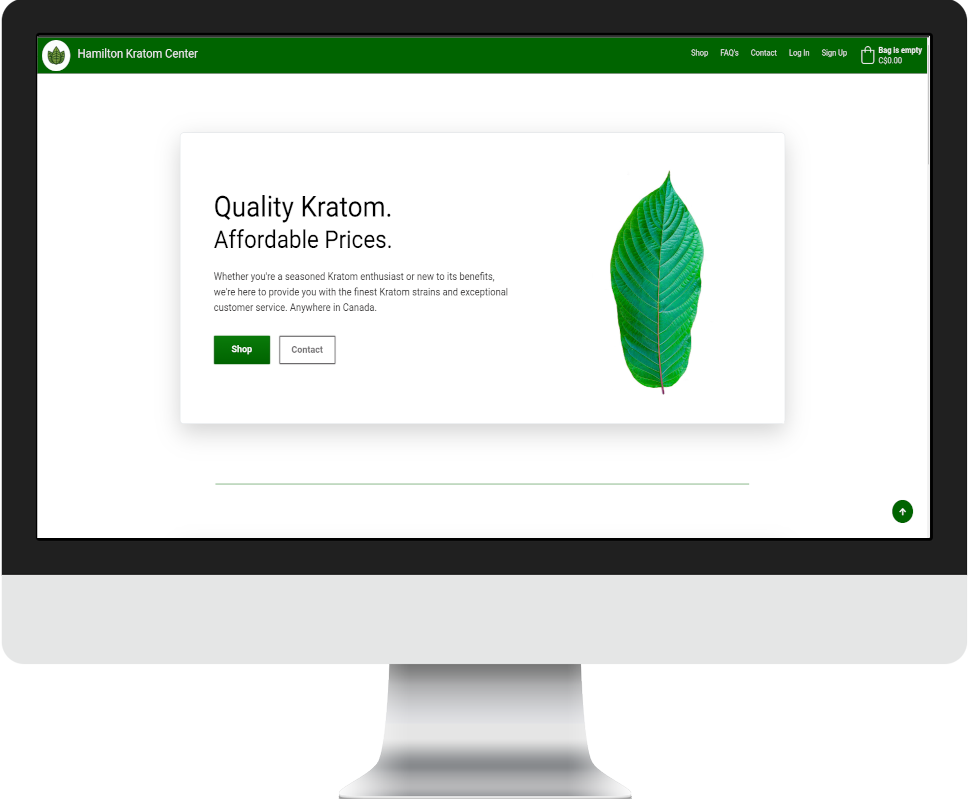 Hamilton Kratom Center
Shop FAQ's Contact Log In Sign Up Bag is empty
C$0.00
Quality Kratom.
Affordable Prices.
Whether you're a seasoned Kratom enthusiast or new to its benefits,
we're here to provide you with the finest Kratom strains and exceptional
customer service. Anywhere in Canada.
Shop Contact